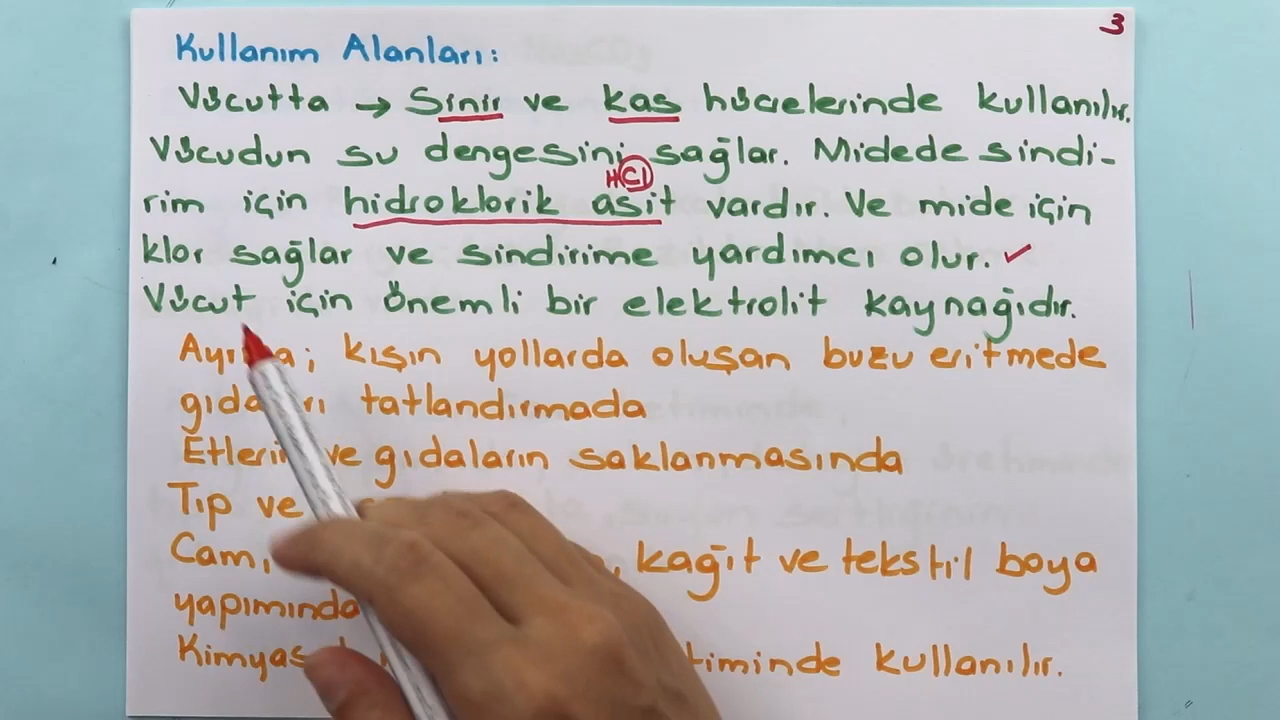 3
Kullanım Alanları:
Vücutta → Sinir ve kas hücrelerinde kullanılır.
Vücudun su dengesini sağlar. Midede sindi-
HCl
rim için hidroklorik asit vardır. Ve mide için
klor sağlar ve sindirime yardımcı olur. ✓
Vücut için önemli bir elektrolit kaynağıdır.
kışın yollarda oluşan buzu eritmede
tatlandırmada
ve gıdaların saklanmasında
Tıp ve
Cam, kağıt ve tekstil boya
yapımında
kullanılır.